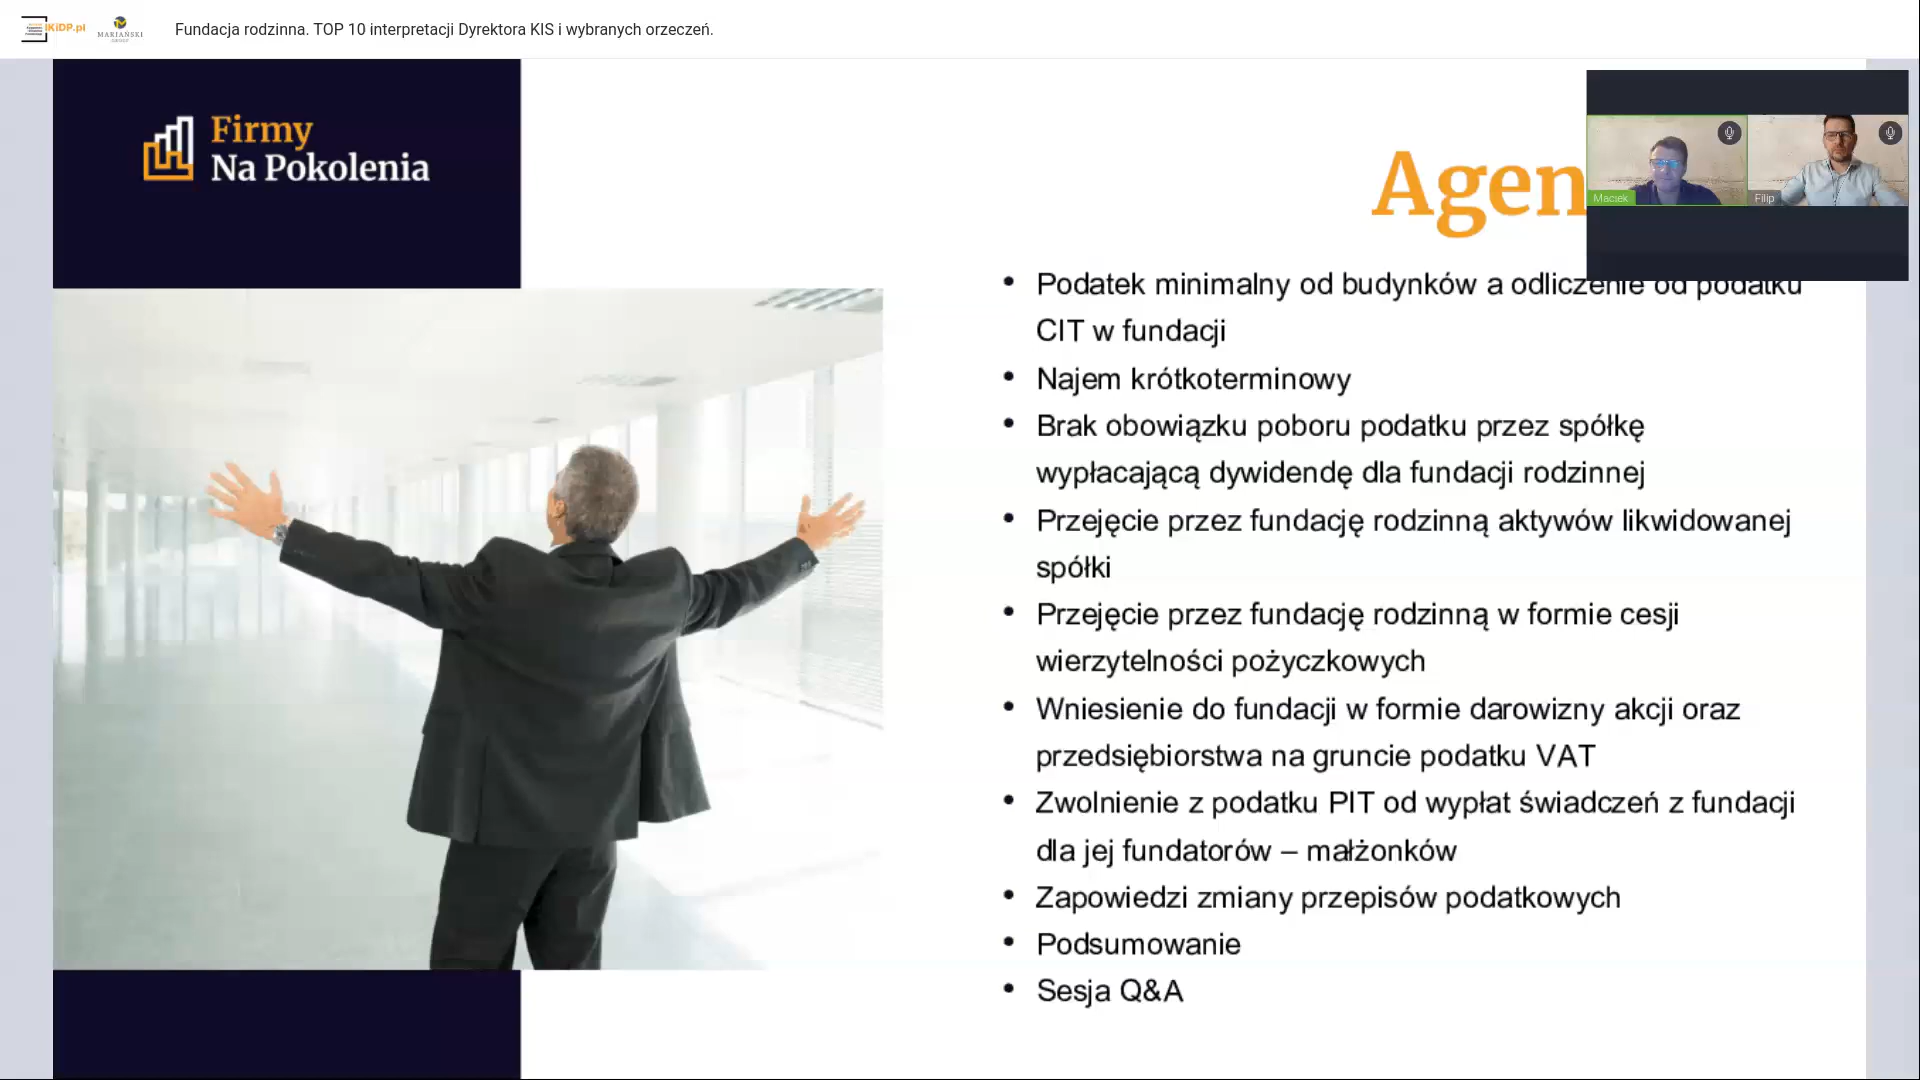 iKiDP.pl
MARIAŃSKI
GROUP
Fundacja rodzinna. TOP 10 interpretacji Dyrektora KIS i wybranych orzeczeń.
Firmy
Na Pokolenia
Agen
Maciek
Filip
• Podatek minimalny od budynków a odliczenie od podatku
CIT w fundacji
• Najem krótkoterminowy
• Brak obowiązku poboru podatku przez spółkę
wypłacającą dywidendę dla fundacji rodzinnej
• Przejęcie przez fundację rodzinną aktywów likwidowanej
spółki
• Przejęcie przez fundację rodzinną w formie cesji
wierzytelności pożyczkowych
• Wniesienie do fundacji w formie darowizny akcji oraz
przedsiębiorstwa na gruncie podatku VAT
• Zwolnienie z podatku PIT od wypłat świadczeń z fundacji
dla jej fundatorów – małżonków
• Zapowiedzi zmiany przepisów podatkowych
• Podsumowanie
• Sesja Q&A